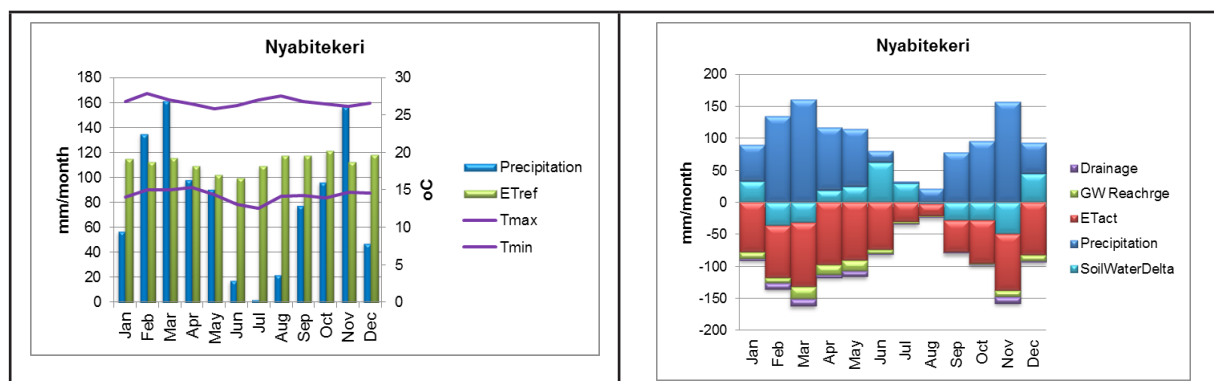 Nyabitekeri
180
160
140
120
100
80
60
40
20
0
mm/month
30
25
20
15
10
5
0
oC
Jan
Feb
Mar
Apr
May
Jun
Jul
Aug
Sep
Oct
Nov
Dec
Precipitation
ETref
Tmax
Tmin
Nyabitekeri
200
150
100
50
0
-50
-100
-150
-200
mm/month
Jan
Feb
Mar
Apr
May
Jun
Jul
Aug
Sep
Oct
Nov
Dec
Drainage
GW Reachrge
ETact
Precipitation
SoilWaterDelta